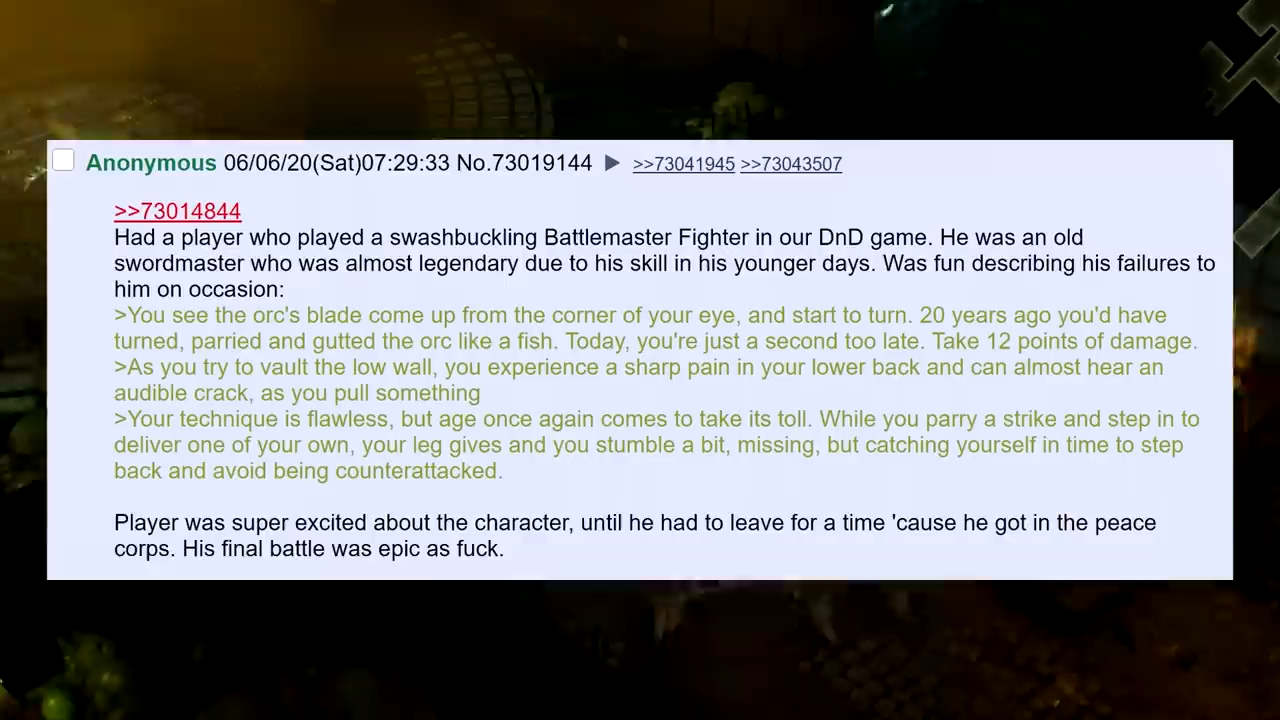 Anonymous 06/06/20(Sat)07:29:33 No.73019144 ▶ >>73041945 >>73043507
>>73014844
Had a player who played a swashbuckling Battlemaster Fighter in our DnD game. He was an old
swordmaster who was almost legendary due to his skill in his younger days. Was fun describing his failures to
him on occasion:
>You see the orc's blade come up from the corner of your eye, and start to turn. 20 years ago you'd have
turned, parried and gutted the orc like a fish. Today, you're just a second too late. Take 12 points of damage.
>As you try to vault the low wall, you experience a sharp pain in your lower back and can almost hear an
audible crack, as you pull something
>Your technique is flawless, but age once again comes to take its toll. While you parry a strike and step in to
deliver one of your own, your leg gives and you stumble a bit, missing, but catching yourself in time to step
back and avoid being counterattacked.
Player was super excited about the character, until he had to leave for a time 'cause he got in the peace
corps. His final battle was epic as fuck.